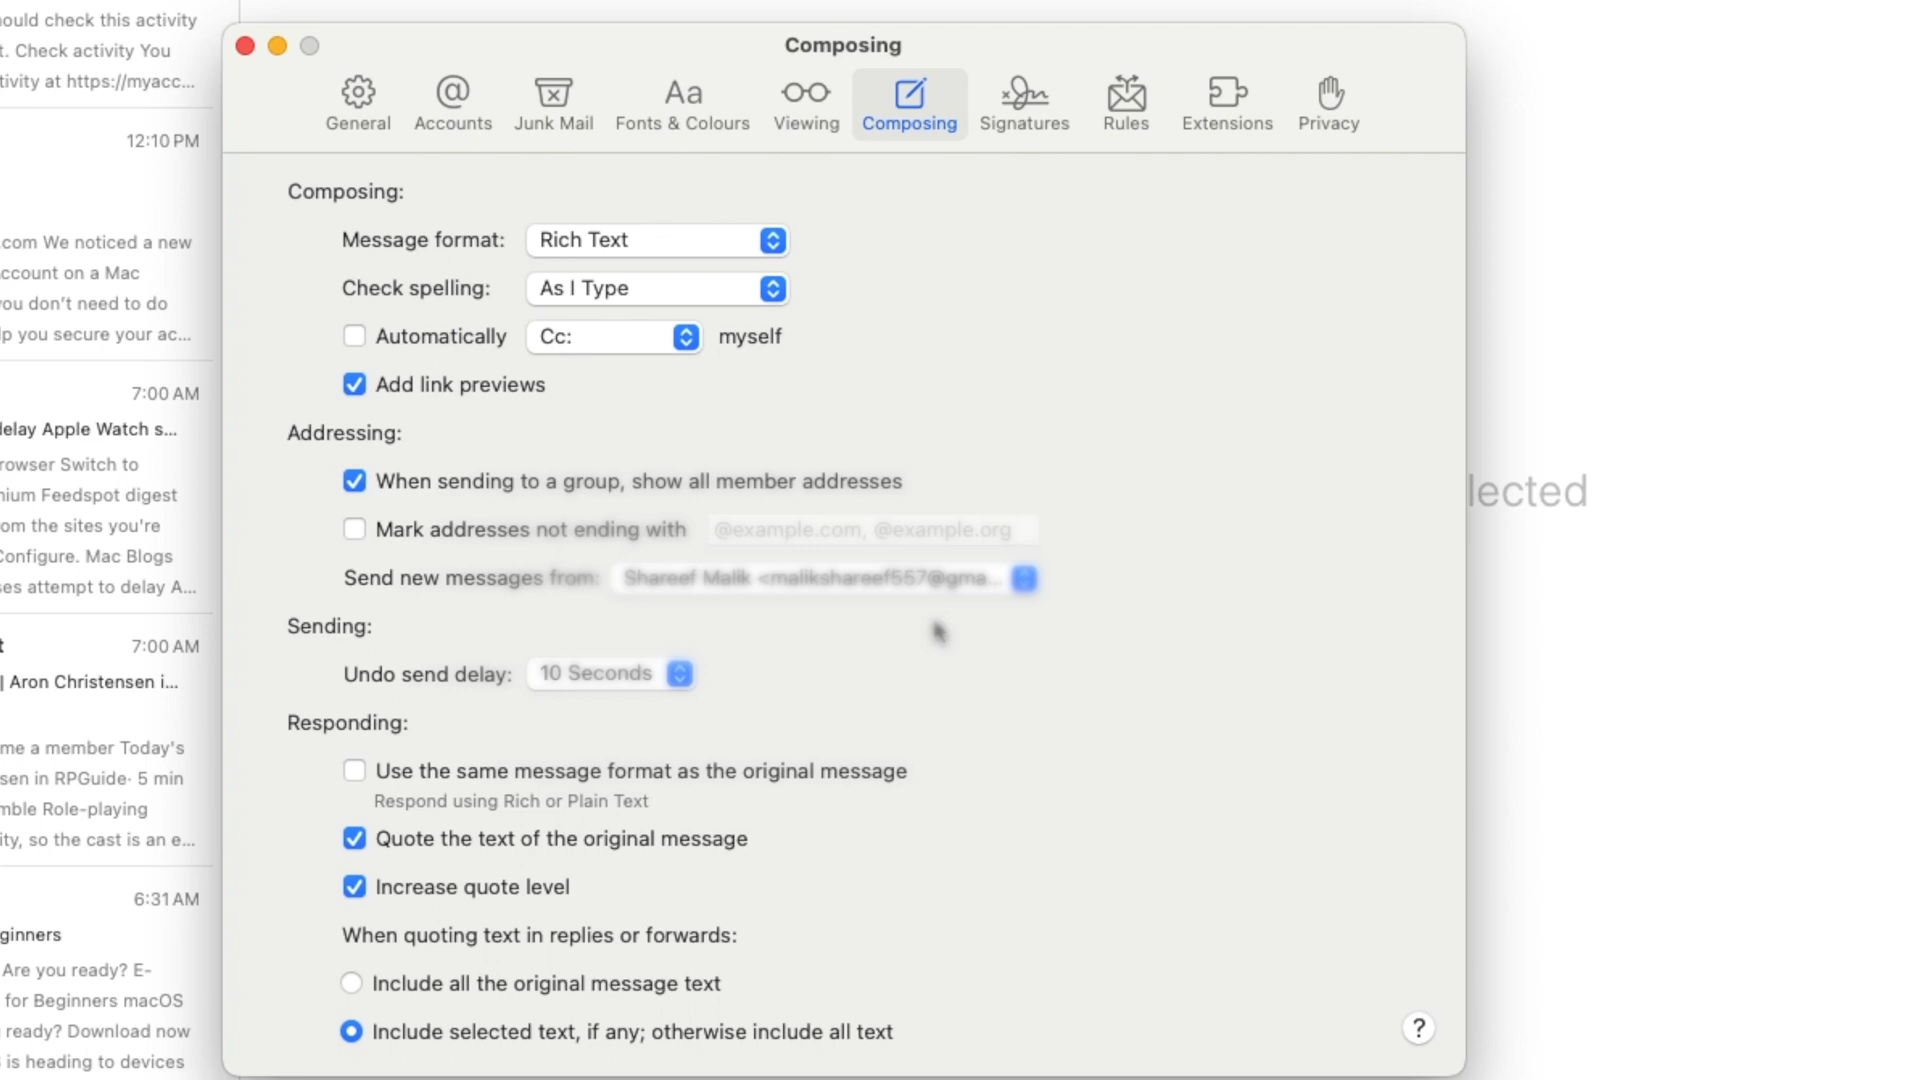 ould check this activity
t. Check activity You
tivity at https://myacc...
12:10 PM
.com We noticed a new
ccount on a Mac
you don't need to do
lp you secure your ac...
7:00 AM
delay Apple Watch s...
rowser Switch to
nium Feedspot digest
rom the sites you're
Configure. Mac Blogs
ses attempt to delay A...
t 7:00 AM
| Aron Christensen i...
me a member Today's
sen in RPGuide· 5 min
mble Role-playing
ity, so the cast is an e...
6:31 AM
ginners
Are you ready? E-
for Beginners macOS
ready? Download now
is heading to devices
Composing
General
Accounts
Junk Mail
Aa
Fonts & Colours
Viewing
Composing
Signatures
Rules
Extensions
Privacy
Composing:
Message format: Rich Text
Check spelling: As I Type
Automatically Cc: myself
Add link previews
Addressing:
When sending to a group, show all member addresses
Mark addresses not ending with @example.com, @example.org
Send new messages from: Shareef Malik <malikshareef557@gma...
Sending:
Undo send delay: 10 Seconds
Responding:
Use the same message format as the original message
Respond using Rich or Plain Text
Quote the text of the original message
Increase quote level
When quoting text in replies or forwards:
Include all the original message text
Include selected text, if any; otherwise include all text
?
lected